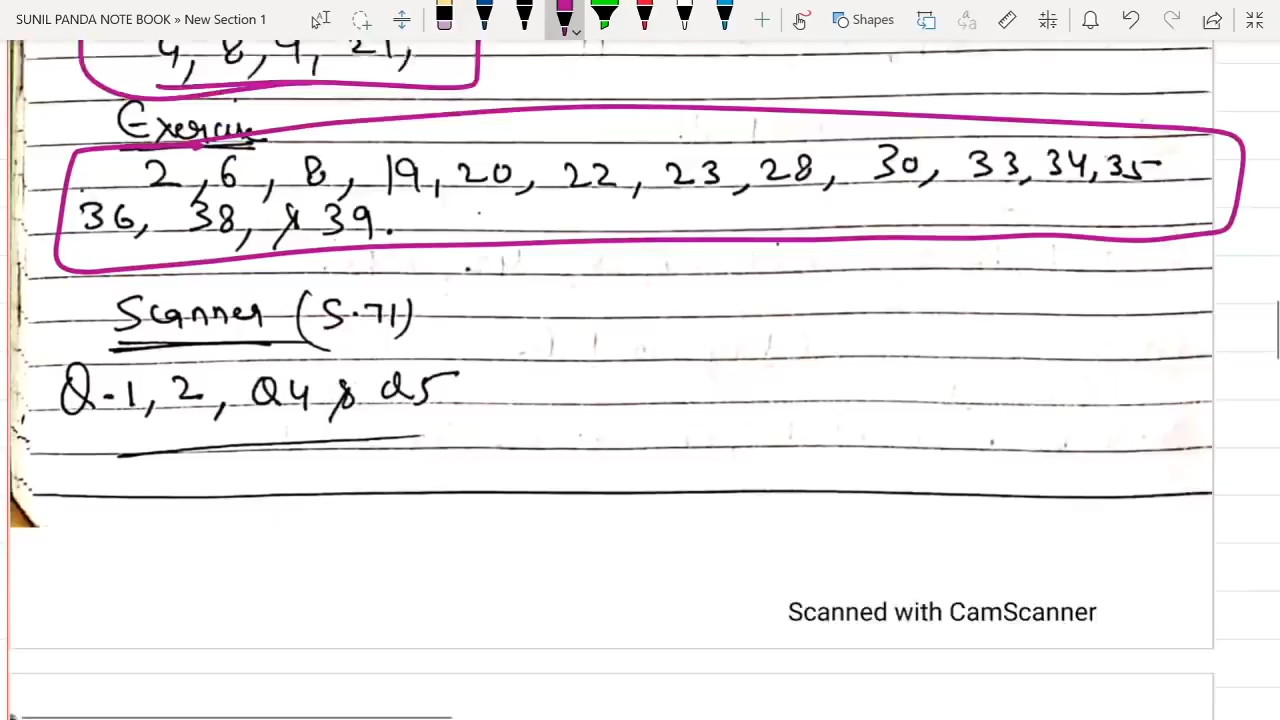 SUNIL PANDA NOTE BOOK » New Section 1
Shapes
4, 8, 9, 21,
Exercise
2, 6, 8, 19, 20, 22, 23, 28, 30, 33, 34, 35
36, 38, & 39.
Scanner (S.71)
Q-1, 2, Q4 & Q5
Scanned with CamScanner